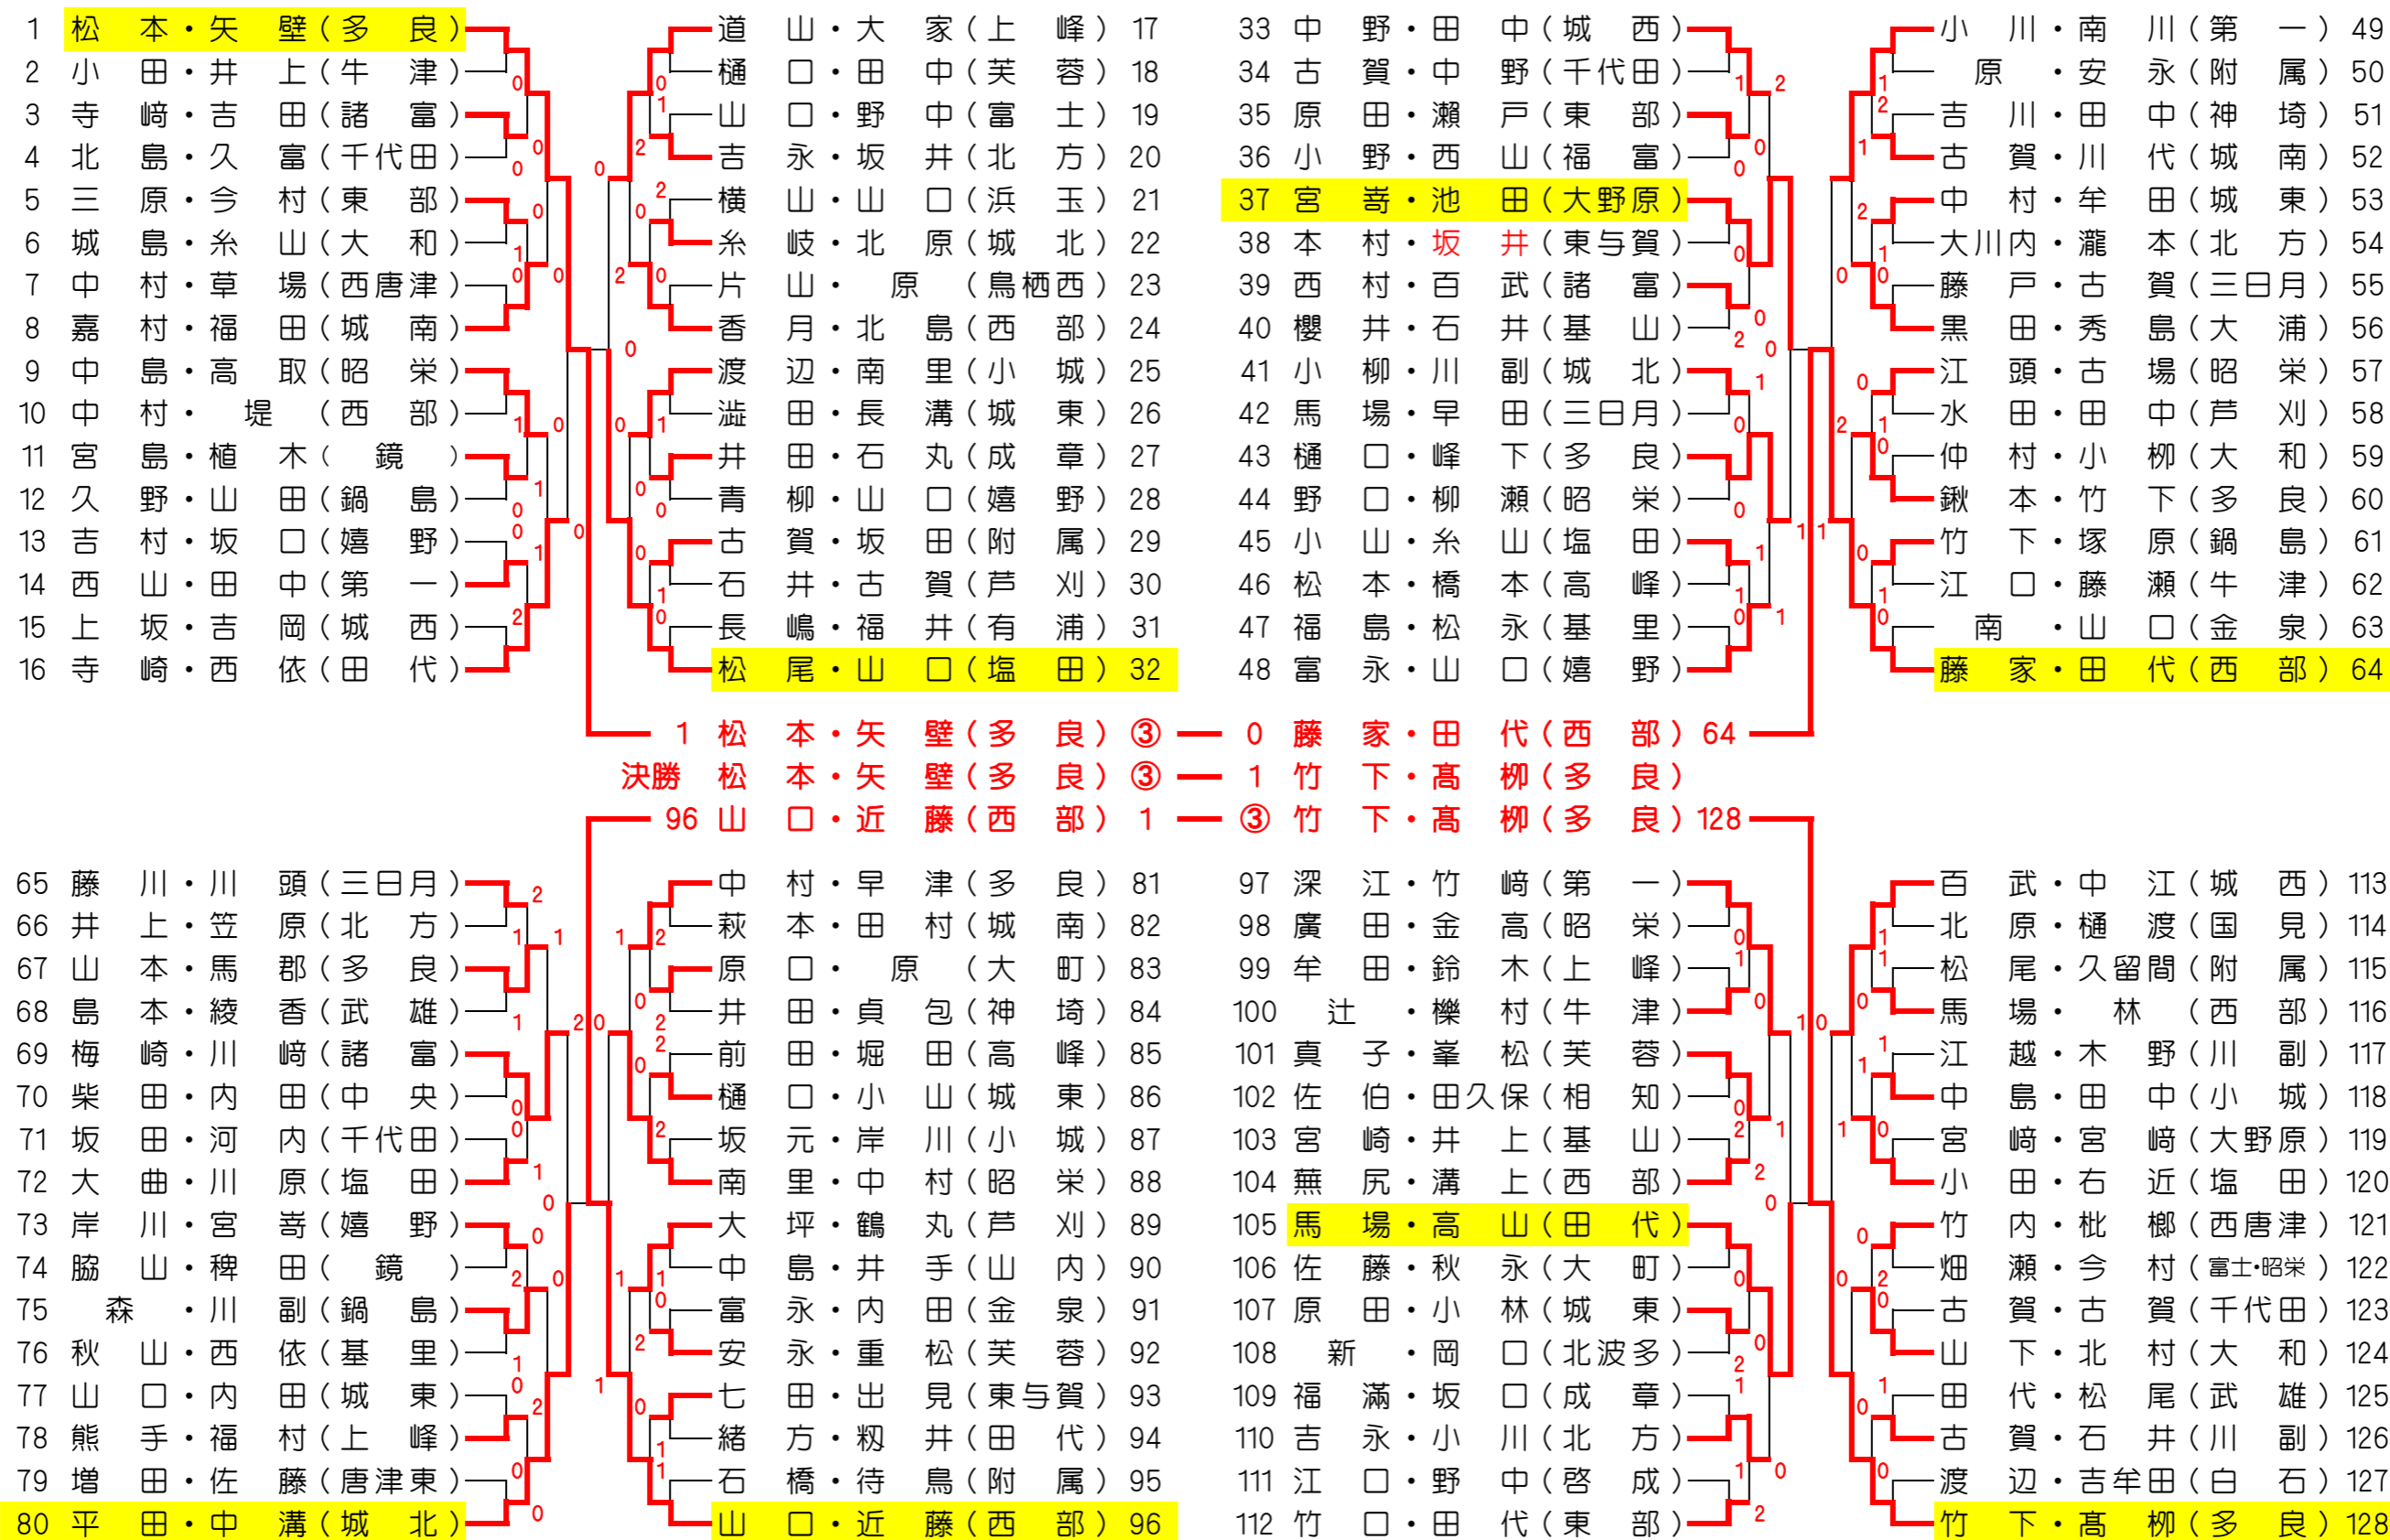 1 松本・矢壁(多良)
2 小田・井上(牛津)
3 寺﨑・吉田(諸富)
4 北島・久富(千代田)
5 三原・今村(東部)
6 城島・糸山(大和)
7 中村・草場(西唐津)
8 嘉村・福田(城南)
9 中島・高取(昭栄)
10 中村・堤(西部)
11 宮島・植木(鏡)
12 久野・山田(鍋島)
13 吉村・坂口(嬉野)
14 西山・田中(第一)
15 上坂・吉岡(城西)
16 寺崎・西依(田代)
道山・大家(上峰) 17
樋口・田中(芙蓉) 18
山口・野中(富士) 19
吉永・坂井(北方) 20
横山・山口(浜玉) 21
糸岐・北原(城北) 22
片山・原(鳥栖西) 23
香月・北島(西部) 24
渡辺・南里(小城) 25
澁田・長溝(城東) 26
井田・石丸(成章) 27
青柳・山口(嬉野) 28
古賀・坂田(附属) 29
石井・古賀(芦刈) 30
長嶋・福井(有浦) 31
松尾・山口(塩田) 32
33 中野・田中(城西)
34 古賀・中野(千代田)
35 原田・瀬戸(東部)
36 小野・西山(福富)
37 宮嵜・池田(大野原)
38 本村・坂井(東与賀)
39 西村・百武(諸富)
40 櫻井・石井(基山)
41 小柳・川副(城北)
42 馬場・早田(三日月)
43 樋口・峰下(多良)
44 野口・柳瀬(昭栄)
45 小山・糸山(塩田)
46 松本・橋本(高峰)
47 福島・松永(基里)
48 富永・山口(嬉野)
小川・南川(第一) 49
原・安永(附属) 50
吉川・田中(神埼) 51
古賀・川代(城南) 52
中村・牟田(城東) 53
大川内・瀧本(北方) 54
藤戸・古賀(三日月) 55
黒田・秀島(大浦) 56
江頭・古場(昭栄) 57
水田・田中(芦刈) 58
仲村・小栁(大和) 59
鍬本・竹下(多良) 60
竹下・塚原(鍋島) 61
江口・藤瀬(牛津) 62
南・山口(金泉) 63
藤家・田代(西部) 64
1 松本・矢壁(多良) ③ 0 藤家・田代(西部) 64
決勝 松本・矢壁(多良) ③ 1 竹下・髙栁(多良)
96 山口・近藤(西部) 1 ③ 竹下・髙栁(多良) 128
65 藤川・川頭(三日月)
66 井上・笠原(北方)
67 山本・馬郡(多良)
68 島本・綾香(武雄)
69 梅崎・川﨑(諸富)
70 柴田・内田(中央)
71 坂田・河内(千代田)
72 大曲・川原(塩田)
73 岸川・宮嵜(嬉野)
74 脇山・稗田(鏡)
75 森・川副(鍋島)
76 秋山・西依(基里)
77 山口・内田(城東)
78 熊手・福村(上峰)
79 増田・佐藤(唐津東)
80 平田・中溝(城北)
中村・早津(多良) 81
萩本・田村(城南) 82
原口・原(大町) 83
井田・貞包(神埼) 84
前田・堀田(高峰) 85
樋口・小山(城東) 86
坂元・岸川(小城) 87
南里・中村(昭栄) 88
大坪・鶴丸(芦刈) 89
中島・井手(山内) 90
富永・内田(金泉) 91
安永・重松(芙蓉) 92
七田・出見(東与賀) 93
緒方・籾井(田代) 94
石橋・待鳥(附属) 95
山口・近藤(西部) 96
97 深江・竹﨑(第一)
98 廣田・金高(昭栄)
99 牟田・鈴木(上峰)
100 辻・櫟村(牛津)
101 真子・峯松(芙蓉)
102 佐伯・田久保(相知)
103 宮崎・井上(基山)
104 蕪尻・溝上(西部)
105 馬場・高山(田代)
106 佐藤・秋永(大町)
107 原田・小林(城東)
108 新・岡口(北波多)
109 福滿・坂口(成章)
110 吉永・小川(北方)
111 江口・野中(啓成)
112 竹口・田代(東部)
百武・中江(城西) 113
北原・樋渡(国見) 114
松尾・久留間(附属) 115
馬場・林(西部) 116
江越・木野(川副) 117
中島・田中(小城) 118
宮﨑・宮﨑(大野原) 119
小田・右近(塩田) 120
竹内・枇榔(西唐津) 121
畑瀬・今村(富士・昭栄) 122
古賀・古賀(千代田) 123
山下・北村(大和) 124
田代・松尾(武雄) 125
古賀・石井(川副) 126
渡辺・吉牟田(白石) 127
竹下・髙栁(多良) 128